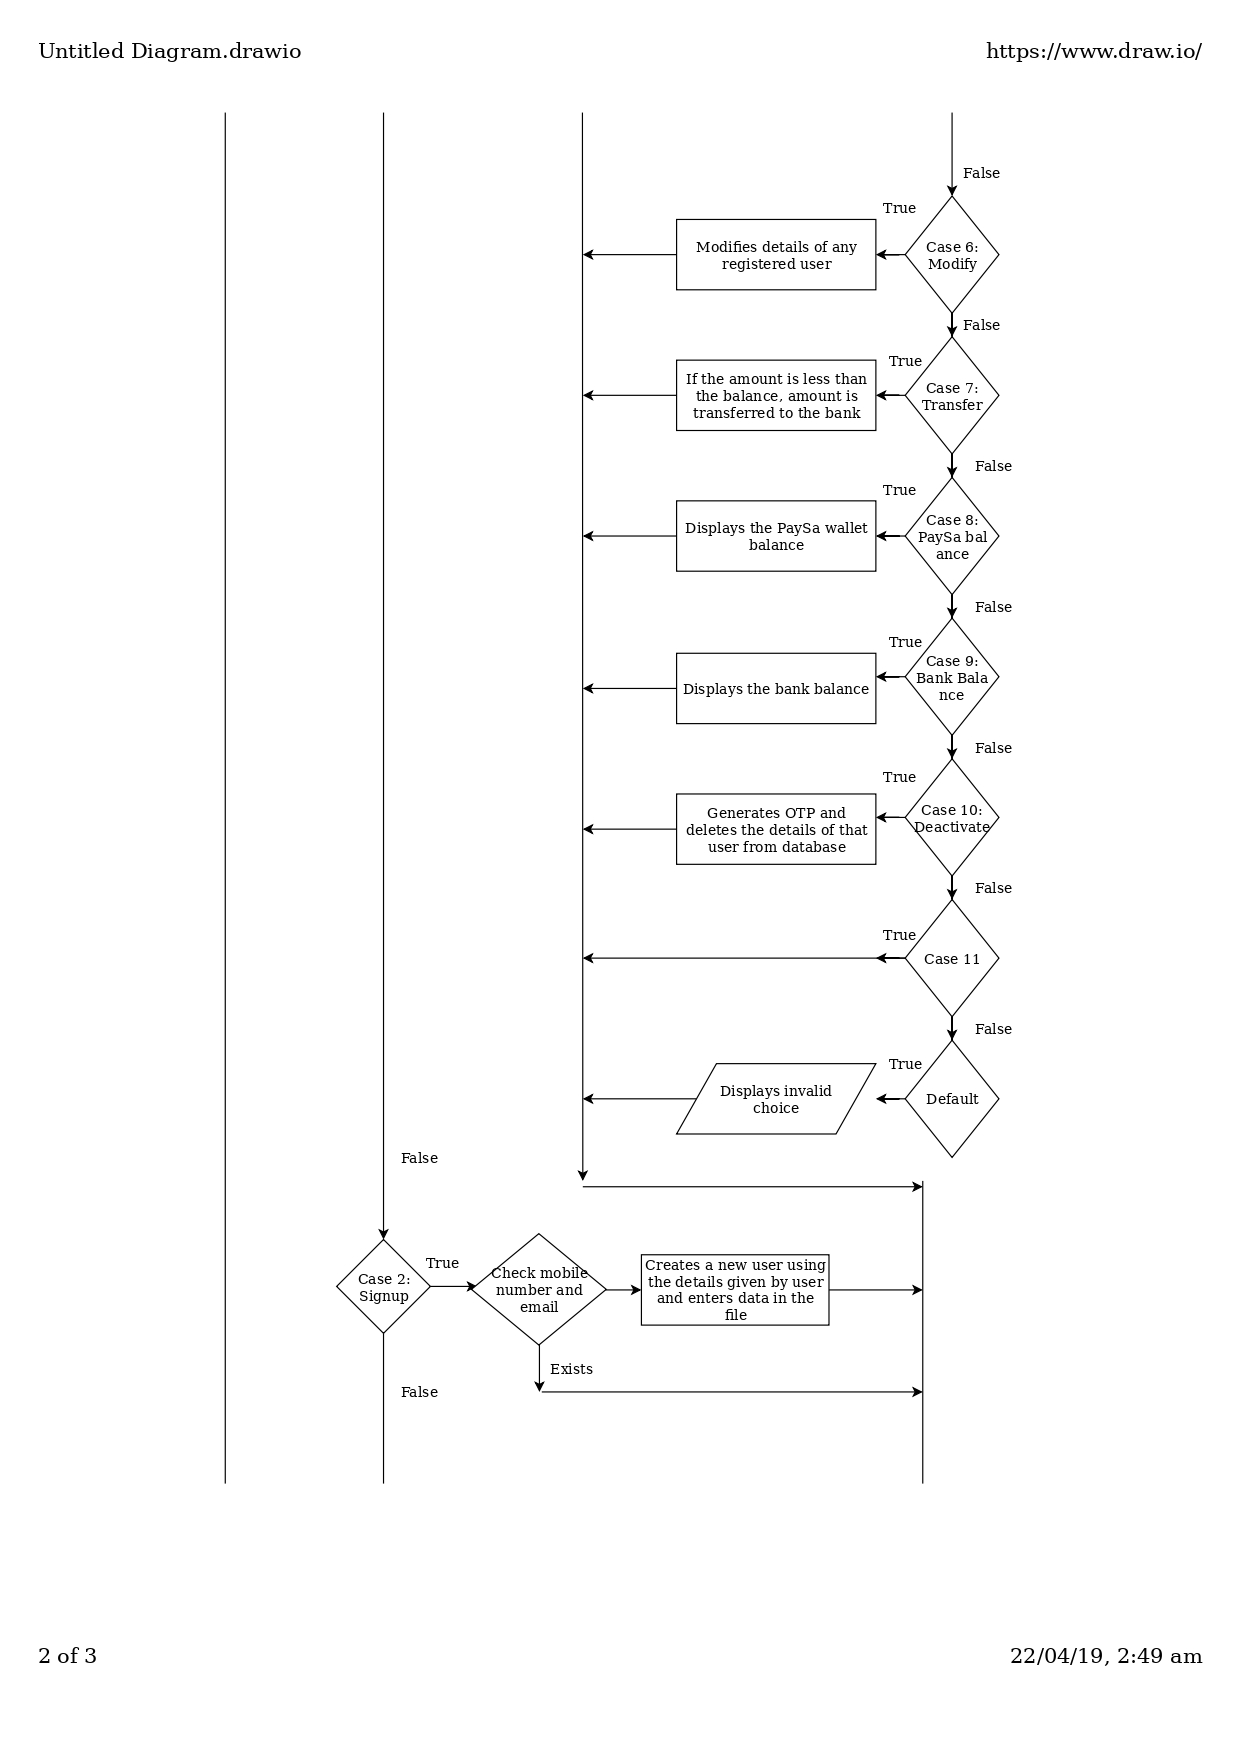 Untitled Diagram.drawio
https://www.draw.io/
False
True
Modifies details of any
registered user
Case 6:
Modify
False
True
If the amount is less than
the balance, amount is
transferred to the bank
Case 7:
Transfer
False
True
Displays the PaySa wallet
balance
Case 8:
PaySa bal
ance
False
True
Displays the bank balance
Case 9:
Bank Bala
nce
False
True
Generates OTP and
deletes the details of that
user from database
Case 10:
Deactivate
False
True
Case 11
False
True
Displays invalid
choice
Default
False
Case 2:
Signup
True
Check mobile
number and
email
Creates a new user using
the details given by user
and enters data in the
file
Exists
False
2 of 3
22/04/19, 2:49 am